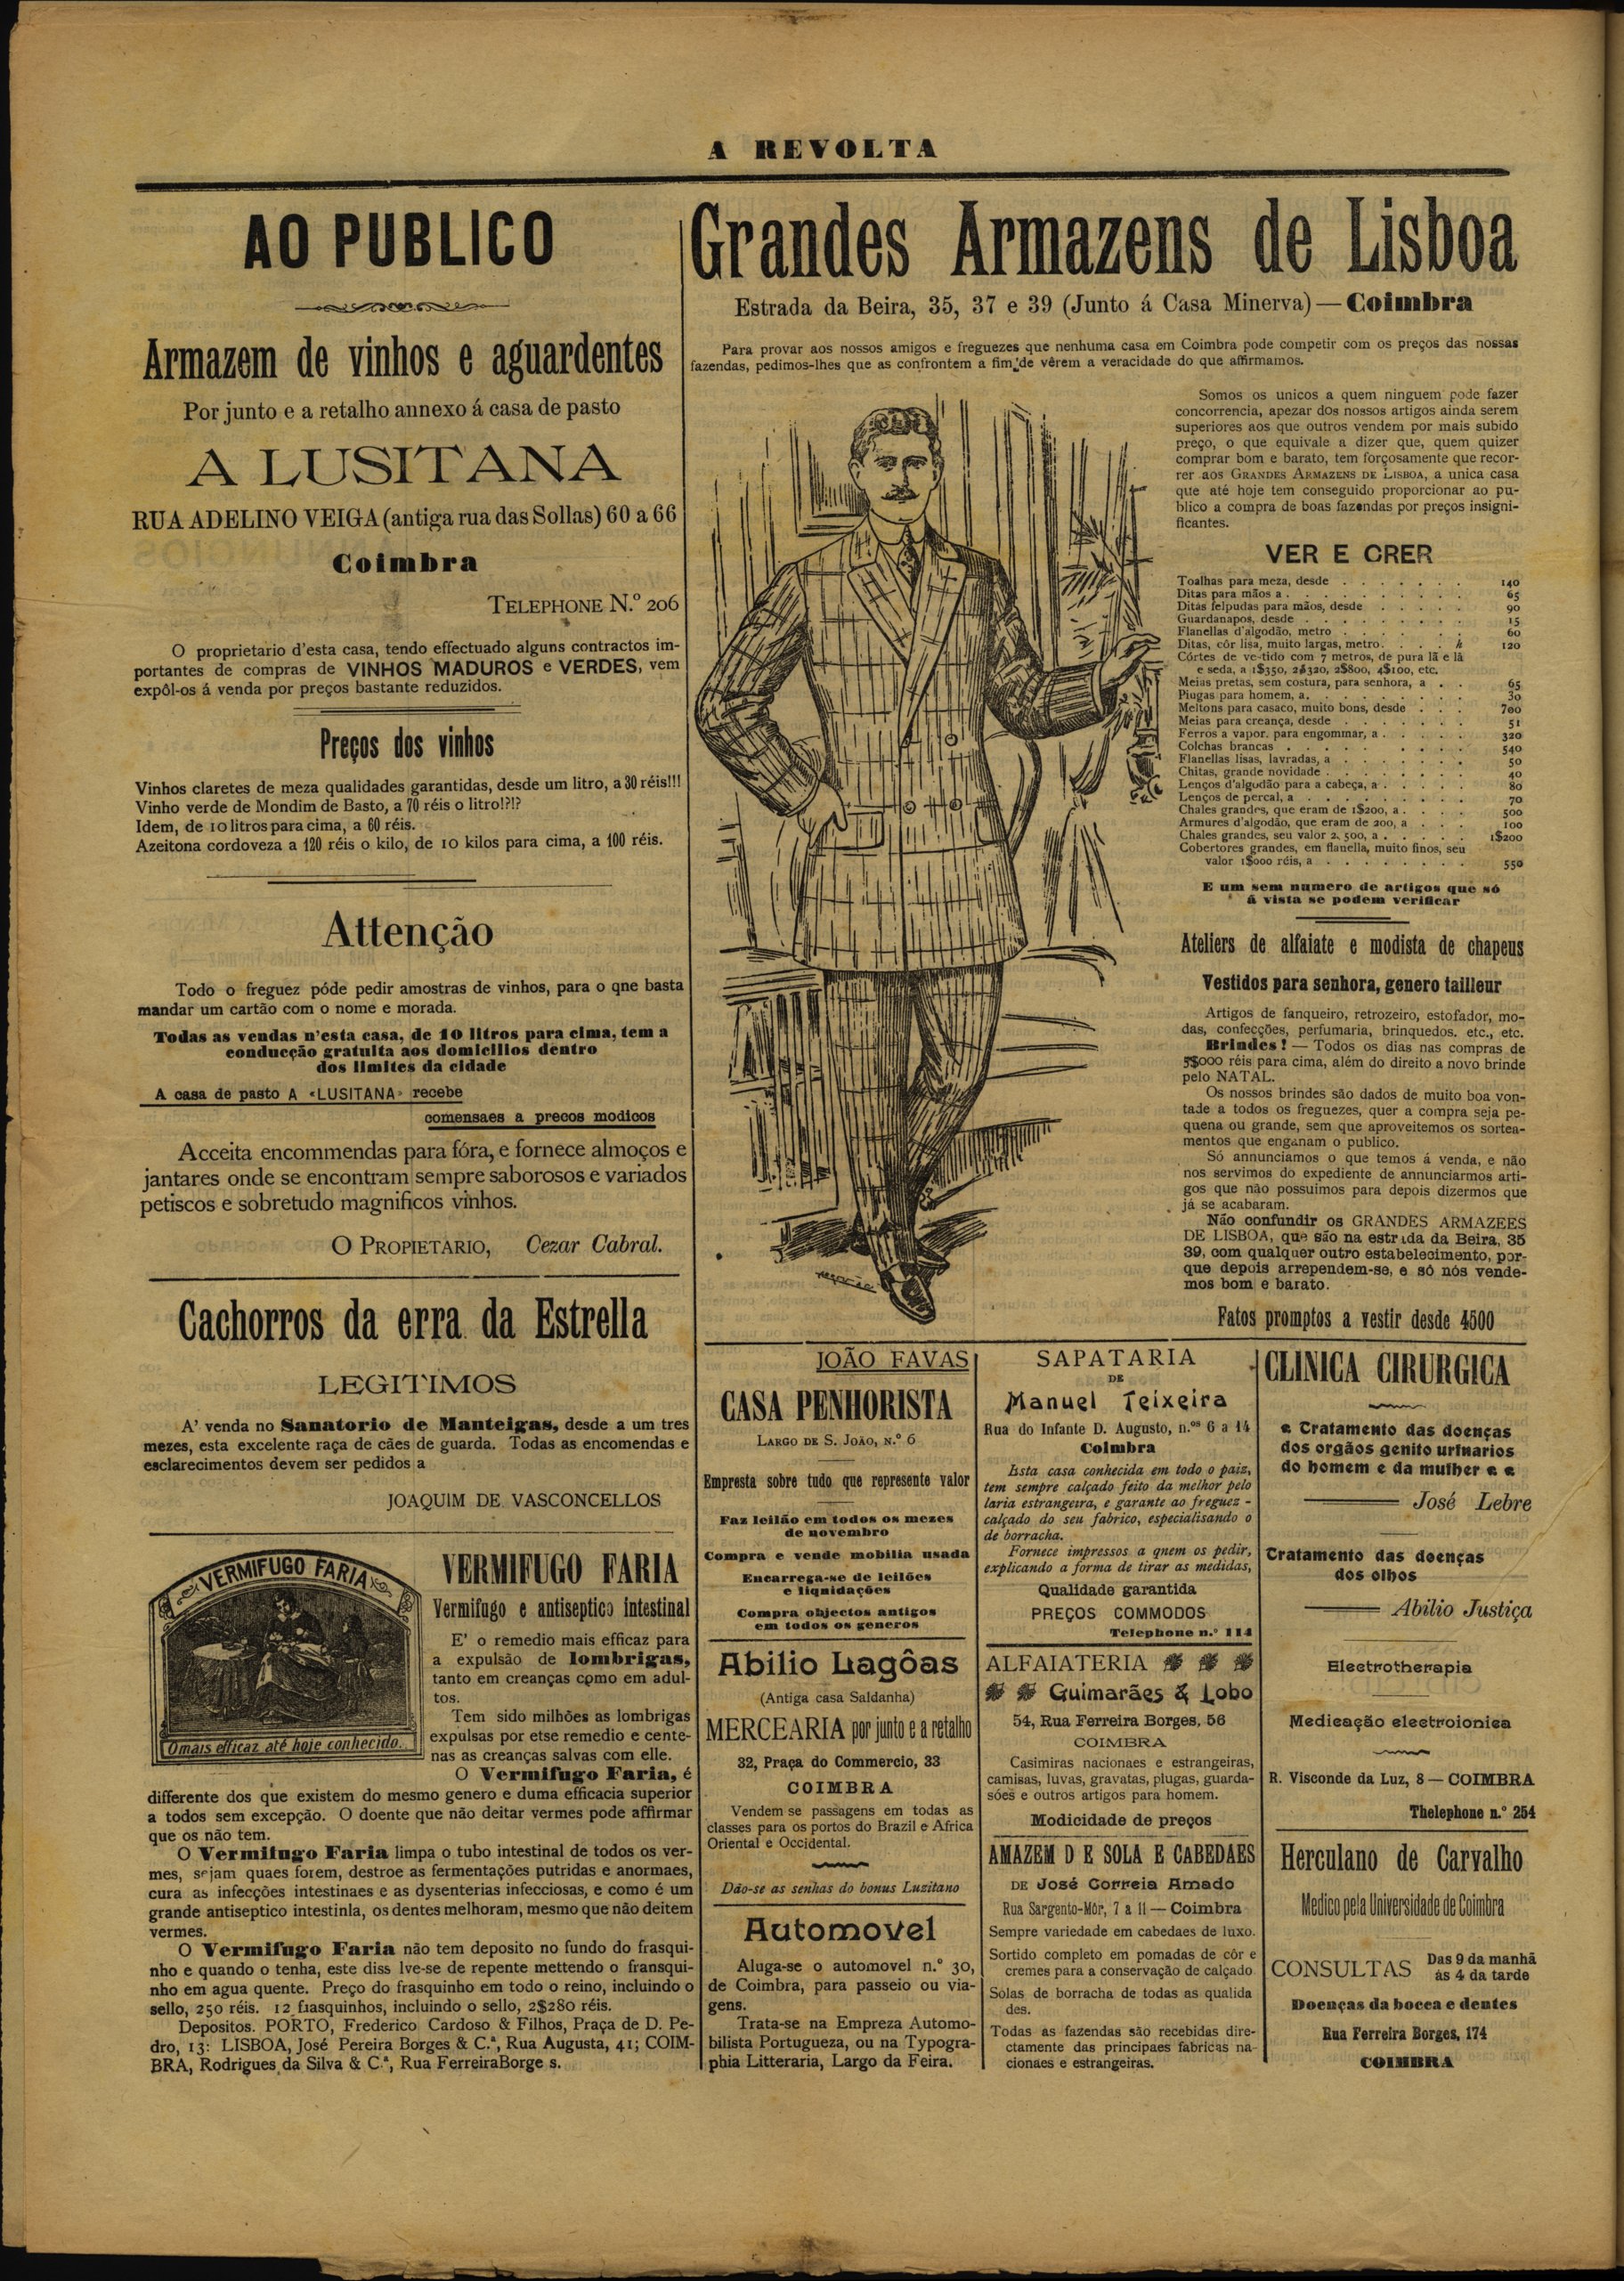 A REVOLTA
AO PUBLICO
Armazem de vinhos e aguardentes
Por junto e a retalho annexo á casa de pasto
A LUSITANA
RUA ADELINO VEIGA (antiga rua das Sollas) 60 a 66
Coimbra
TELEPHONE N.º 206
O proprietario d'esta casa, tendo effectuado alguns contractos im-
portantes de compras de VINHOS MADUROS e VERDES, vem
expôl-os á venda por preços bastante reduzidos.
Preços dos vinhos
Vinhos claretes de meza qualidades garantidas, desde um litro, a 30 réis!!!
Vinho verde de Mondim de Basto, a 70 réis o litro!?!?
Idem, de 10 litros para cima, a 60 réis.
Azeitona cordoveza a 120 réis o kilo, de 10 kilos para cima, a 100 réis.
Attenção
Todo o freguez póde pedir amostras de vinhos, para o qne basta
mandar um cartão com o nome e morada.
Todas as vendas n'esta casa, de 10 litros para cima, tem a
conducção gratuita aos domicilios dentro
dos limites da cidade
A casa de pasto A «LUSITANA» recebe
comensaes a precos modicos
Acceita encommendas para fóra, e fornece almoços e
jantares onde se encontram sempre saborosos e variados
petiscos e sobretudo magnificos vinhos.
O PROPIETARIO, Cezar Cabral.
Cachorros da erra da Estrella
LEGITIMOS
A' venda no Sanatorio de Manteigas, desde a um tres
mezes, esta excelente raça de cães de guarda. Todas as encomendas e
esclarecimentos devem ser pedidos a
JOAQUIM DE VASCONCELLOS
VERMIFUGO FARIA
O mais efficaz até hoje conhecido.
VERMIFUGO FARIA
Vermifugo e antiseptico intestinal
E' o remedio mais efficaz para
a expulsão de lombrigas,
tanto em creanças como em adul-
tos.
Tem sido milhões as lombrigas
expulsas por etse remedio e cente-
nas as creanças salvas com elle.
O Vermifugo Faria, é
differente dos que existem do mesmo genero e duma efficacia superior
a todos sem excepção. O doente que não deitar vermes pode affirmar
que os não tem.
O Vermifugo Faria limpa o tubo intestinal de todos os ver-
mes, sejam quaes forem, destroe as fermentações putridas e anormaes,
cura as infecções intestinaes e as dysenterias infecciosas, e como é um
grande antiseptico intestinla, os dentes melhoram, mesmo que não deitem
vermes.
O Vermifugo Faria não tem deposito no fundo do frasqui-
nho e quando o tenha, este diss lve-se de repente mettendo o fransqui-
nho em agua quente. Preço do frasquinho em todo o reino, incluindo o
sello, 250 réis. 12 frasquinhos, incluindo o sello, 2$280 réis.
Depositos. PORTO, Frederico Cardoso & Filhos, Praça de D. Pe-
dro, 13: LISBOA, José Pereira Borges & C.ª, Rua Augusta, 41; COIM-
BRA, Rodrigues da Silva & C.ª, Rua FerreiraBorge s.
Grandes Armazens de Lisboa
Estrada da Beira, 35, 37 e 39 (Junto á Casa Minerva) — Coimbra
Para provar aos nossos amigos e freguezes que nenhuma casa em Coimbra pode competir com os preços das nossas
fazendas, pedimos-lhes que as confrontem a fim de vêrem a veracidade do que affirmamos.
Somos os unicos a quem ninguem pode fazer
concorrencia, apezar dos nossos artigos ainda serem
superiores aos que outros vendem por mais subido
preço, o que equivale a dizer que, quem quizer
comprar bom e barato, tem forçosamente que recor-
rer aos GRANDES ARMAZENS DE LISBOA, a unica casa
que até hoje tem conseguido proporcionar ao pu-
blico a compra de boas fazendas por preços insigni-
ficantes.
VER E CRER
Toalhas para meza, desde . . . . . . . 140
Ditas para mãos a . . . . . . . . . 65
Ditas felpudas para mãos, desde . . . . . 90
Guardanapos, desde . . . . . . . . . 15
Flanellas d'algodão, metro . . . . . . . 60
Ditas, côr lisa, muito largas, metro. . . . . 120
Córtes de ve-tido com 7 metros, de pura lã e lã
e seda, a 1$350, 2$320, 2$800, 4$100, etc.
Meias pretas, sem costura, para senhora, a . . 65
Piugas para homem, a. . . . . . . . . 30
Meltons para casaco, muito bons, desde . . . 700
Meias para creança, desde . . . . . . . 51
Ferros a vapor. para engommar, a . . . . . 320
Colchas brancas . . . . . . . . . 540
Flanellas lisas, lavradas, a . . . . . . . 50
Chitas, grande novidade . . . . . . . . 40
Lenços d'algodão para a cabeça, a . . . . . 80
Lenços de percal, a . . . . . . . . . 70
Chales grandes, que eram de 1$200, a . . . . 500
Armures d'algodão, que eram de 200, a . . . 100
Chales grandes, seu valor 2. 500, a . . . . . 1$200
Cobertores grandes, em flanella, muito finos, seu
valor 1$000 réis, a . . . . . . . . 550
E um sem numero de artigos que só
á vista se podem verificar
Ateliers de alfaiate e modista de chapeus
Vestidos para senhora, genero tailleur
Artigos de fanqueiro, retrozeiro, estofador, mo-
das, confecções, perfumaria, brinquedos. etc., etc.
Brindes! — Todos os dias nas compras de
5$000 réis para cima, além do direito a novo brinde
pelo NATAL.
Os nossos brindes são dados de muito boa von-
tade a todos os freguezes, quer a compra seja pe-
quena ou grande, sem que aproveitemos os sortea-
mentos que enganam o publico.
Só annunciamos o que temos á venda, e não
nos servimos do expediente de annunciarmos arti-
gos que não possuimos para depois dizermos que
já se acabaram.
Não confundir os GRANDES ARMAZEES
DE LISBOA, que são na estrada da Beira, 35
39, com qualquer outro estabelecimento, por-
que depois arrependem-se, e só nós vende-
mos bom e barato.
Fatos promptos a vestir desde 4500
JOÃO FAVAS
CASA PENHORISTA
LARGO DE S. JOÃO, N.º 6
Empresta sobre tudo que represente valor
Faz leilão em todos os mezes
de novembro
Compra e vende mobilia usada
Encarrega-se de leilões
e liquidações
Compra objectos antigos
em todos os generos
Abilio Lagôas
(Antiga casa Saldanha)
MERCEARIA por junto e a retalho
32, Praça do Commercio, 33
COIMBRA
Vendem se passagens em todas as
classes para os portos do Brazil e Africa
Oriental e Occidental.
Dão-se as senhas do bonus Luzitano
Automovel
Aluga-se o automovel n.º 30,
de Coimbra, para passeio ou via-
gens.
Trata-se na Empreza Automo-
bilista Portugueza, ou na Typogra-
phia Litteraria, Largo da Feira.
SAPATARIA
DE
Manuel Teixeira
Rua do Infante D. Augusto, n.ºs 6 a 14
Coimbra
Esta casa conhecida em todo o paiz,
tem sempre calçado feito da melhor pelo
laria estrangeira, e garante ao freguez -
calçado do seu fabrico, especialisando o
de borracha.
Fornece impressos a qnem os pedir,
explicando a forma de tirar as medidas,
Qualidade garantida
PREÇOS COMMODOS
Telephone n.º 114
ALFAIATERIA
Guimarães & Lobo
54, Rua Ferreira Borges, 56
COIMBRA
Casimiras nacionaes e estrangeiras,
camisas, luvas, gravatas, piugas, guarda-
sóes e outros artigos para homem.
Modicidade de preços
AMAZEM D E SOLA E CABEDAES
DE José Correia Amado
Rua Sargento-Mór, 7 a 11 — Coimbra
Sempre variedade em cabedaes de luxo.
Sortido completo em pomadas de côr e
cremes para a conservação de calçado
Solas de borracha de todas as qualida
des.
Todas as fazendas são recebidas dire-
ctamente das principaes fabricas na-
cionaes e estrangeiras.
CLINICA CIRURGICA
Tratamento das doenças
dos orgãos genito urinarios
do homem e da mulher
José Lebre
Cratamento das doenças
dos olhos
Abilio Justiça
Electrotherapia
Medicação electroionica
R. Visconde da Luz, 8 — COIMBRA
Thelephone n.º 254
Herculano de Carvalho
Medico pela Universidade de Coimbra
CONSULTAS Das 9 da manhã
ás 4 da tarde
Doenças da bocca e dentes
Rua Ferreira Borges, 174
COIMBRA